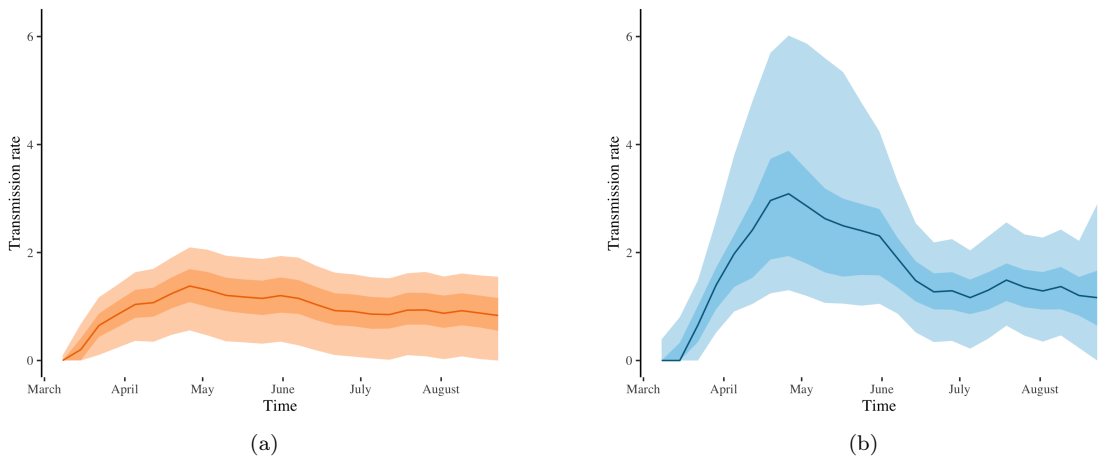 Transmission rate
6
4
2
0
March April May June July August
Time
(a)
Transmission rate
6
4
2
0
March April May June July August
Time
(b)